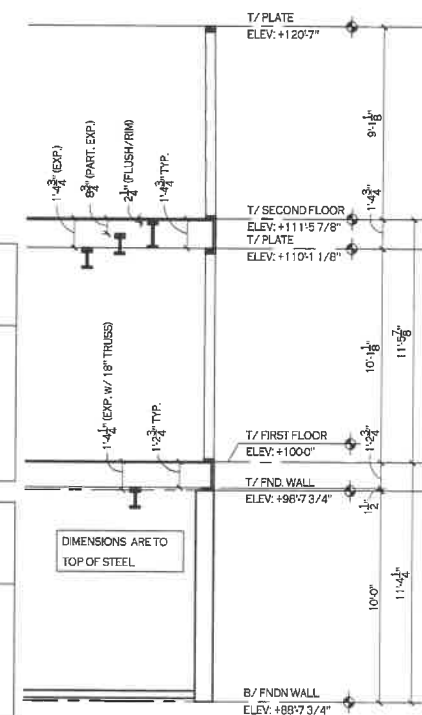 T/ PLATE
ELEV: +120'-7"
9'-1 1/8"
1'-4 3/4" (EXP.)
8 3/4" (PART. EXP.)
2 1/4" (FLUSH/RIM)
1'-4 3/4" TYP.
T/ SECOND FLOOR
ELEV: +111'-5 7/8"
T/ PLATE
ELEV: +110'-1 1/8"
1'-4 3/4"
10'-1 1/8"
11'-5 7/8"
1'-4 1/2" (EXP. W/ 18" TRUSS)
1'-2 3/4" TYP.
T/ FIRST FLOOR
ELEV: +100'-0"
1'-2 3/4"
T/ FND. WALL
ELEV: +98'-7 3/4"
1 1/2"
DIMENSIONS ARE TO
TOP OF STEEL
10'-0"
11'-4 1/4"
B/ FNDN WALL
ELEV: +88'-7 3/4"